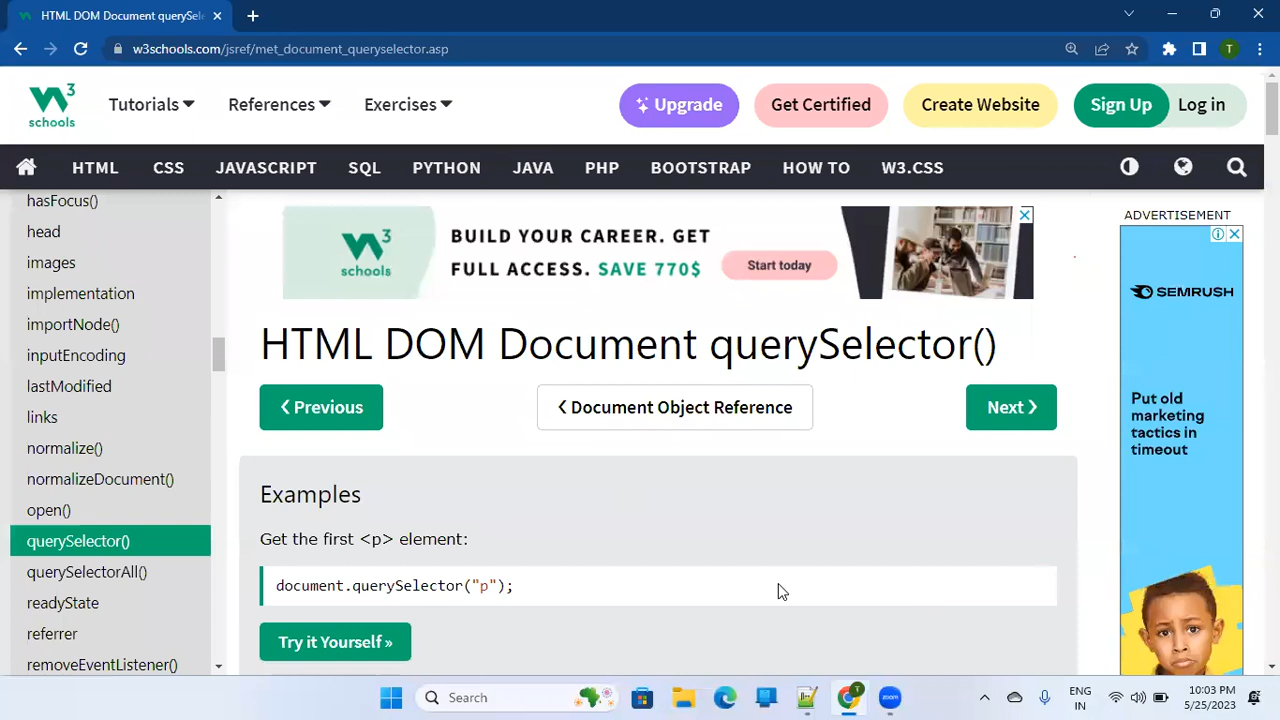 HTML DOM Document querySel
w3schools.com/jsref/met_document_queryselector.asp
T
W3
schools
Tutorials
References
Exercises
Upgrade
Get Certified
Create Website
Sign Up
Log in
HTML
CSS
JAVASCRIPT
SQL
PYTHON
JAVA
PHP
BOOTSTRAP
HOW TO
W3.CSS
hasFocus()
head
images
implementation
importNode()
inputEncoding
lastModified
links
normalize()
normalizeDocument()
open()
querySelector()
querySelectorAll()
readyState
referrer
removeEventListener()
W3
schools
BUILD YOUR CAREER. GET
FULL ACCESS. SAVE 770$
Start today
HTML DOM Document querySelector()
❮ Previous
❮ Document Object Reference
Next ❯
Examples
Get the first <p> element:
document.querySelector("p");
Try it Yourself »
ADVERTISEMENT
SEMRUSH
Put old
marketing
tactics in
timeout
Search
T
zoom
ENG
IN
10:03 PM
5/25/2023